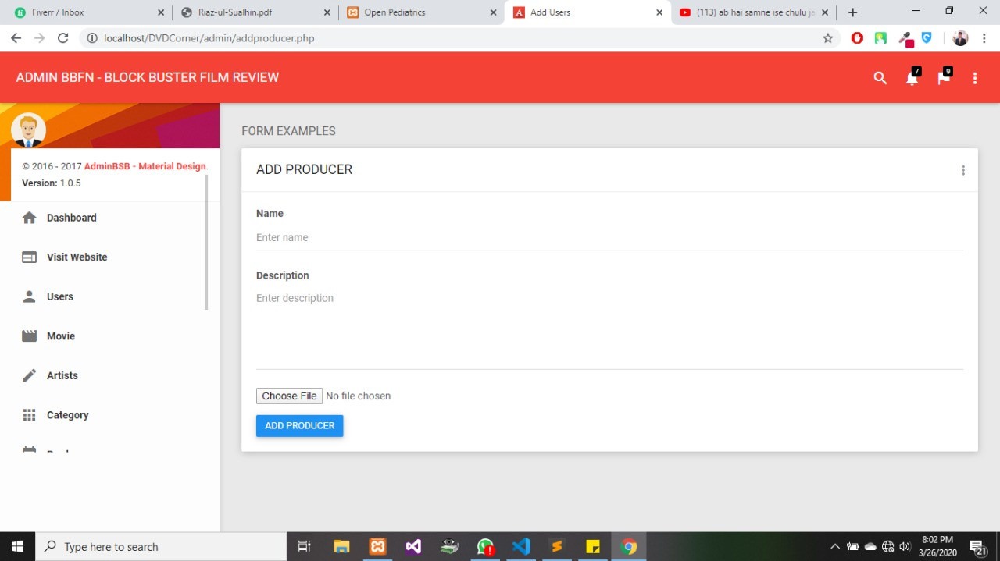 Fiverr / Inbox
Riaz-ul-Sualhin.pdf
Open Pediatrics
Add Users
(113) ab hai samne ise chulu ja
localhost/DVDCorner/admin/addproducer.php
ADMIN BBFN - BLOCK BUSTER FILM REVIEW
7
9
FORM EXAMPLES
© 2016 - 2017 AdminBSB - Material Design.
Version: 1.0.5
Dashboard
Visit Website
Users
Movie
Artists
Category
ADD PRODUCER
Name
Enter name
Description
Enter description
Choose File No file chosen
ADD PRODUCER
Type here to search
8:02 PM
3/26/2020
21